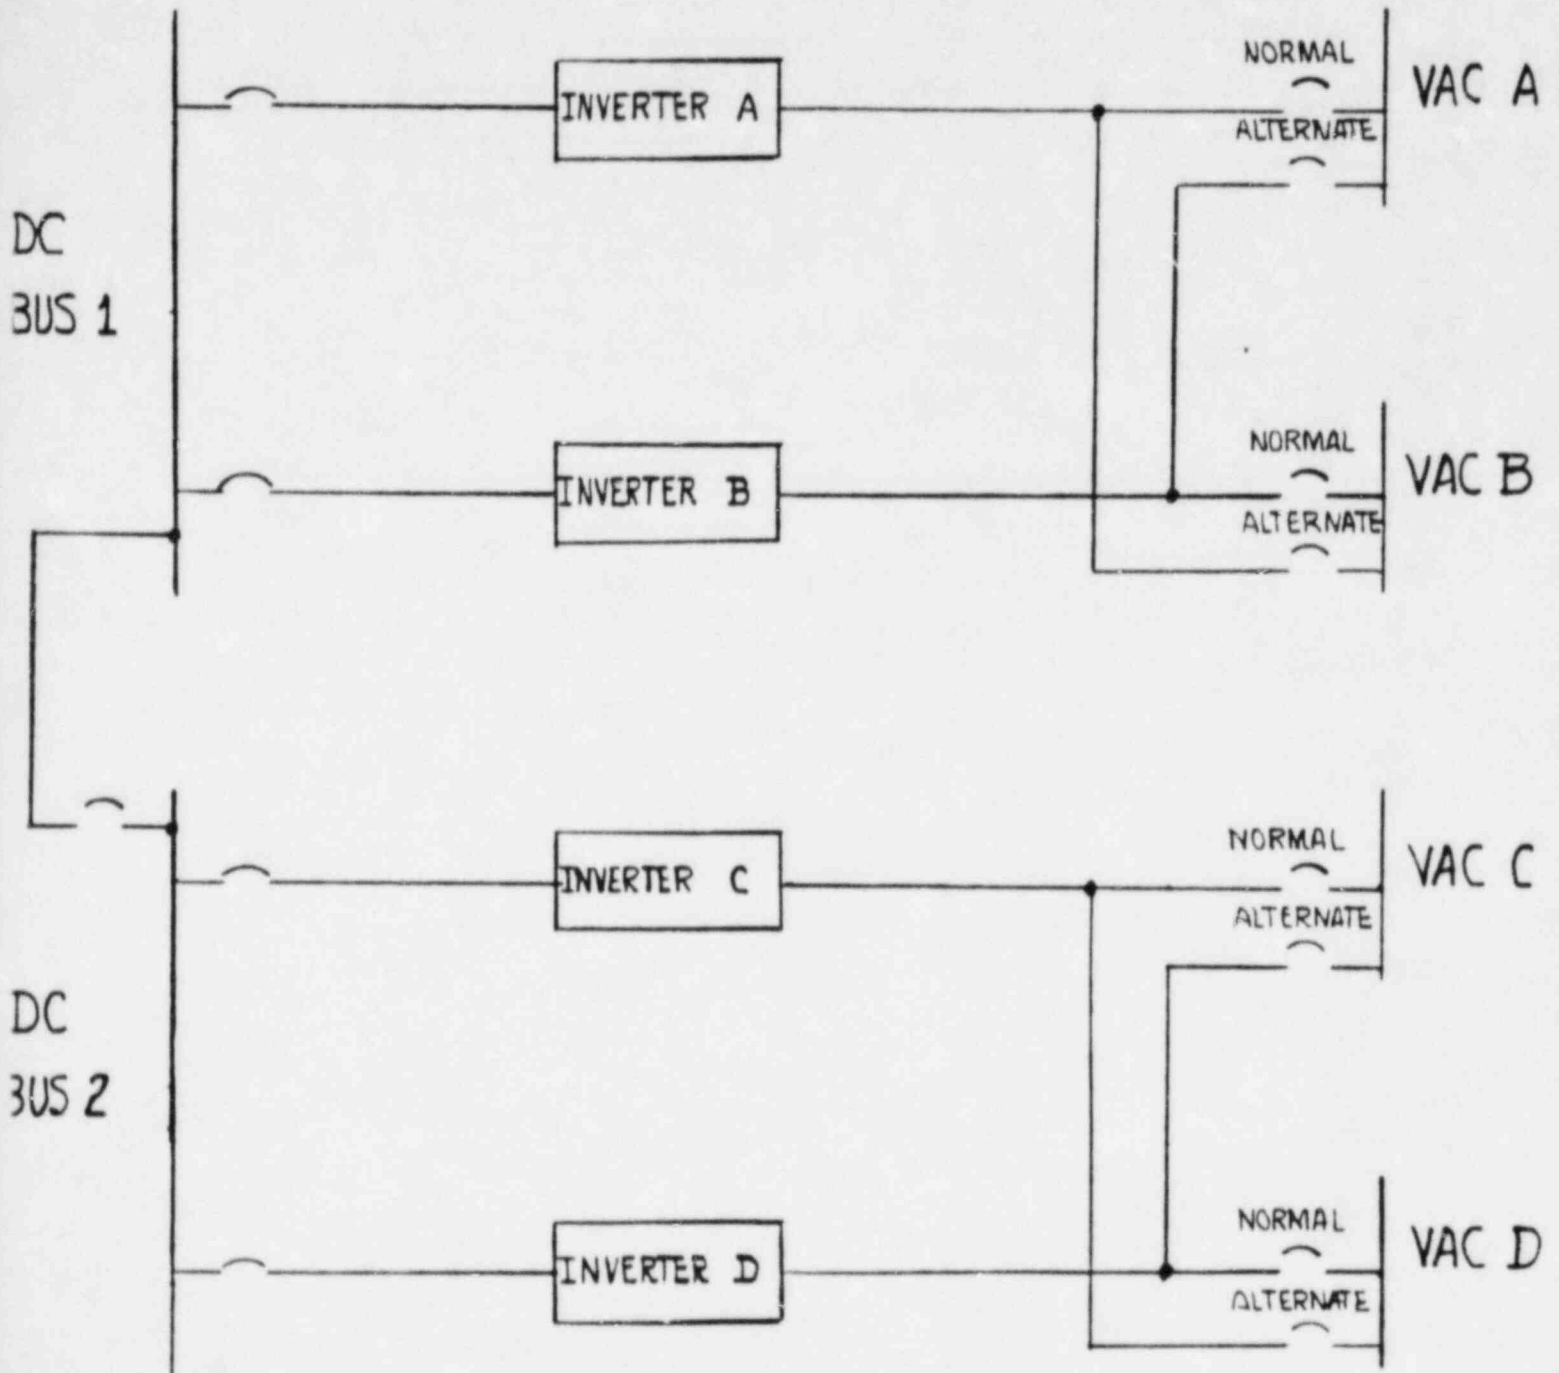 NORMAL
VAC A
INVERTER A
ALTERNATE
DC
BUS 1
NORMAL
VAC B
INVERTER B
ALTERNATE
NORMAL
VAC C
INVERTER C
ALTERNATE
DC
BUS 2
NORMAL
VAC D
INVERTER D
ALTERNATE